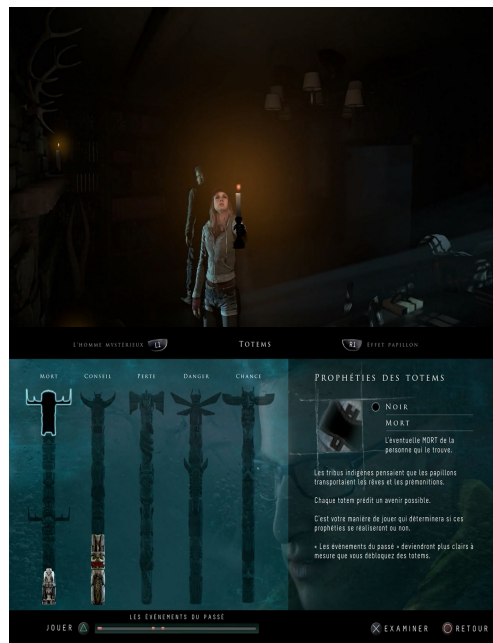 L'HOMME MYSTÉRIEUX L1 TOTEMS R1 EFFET PAPILLON
MORT CONSEIL PERTE DANGER CHANCE
PROPHÉTIES DES TOTEMS
NOIR
MORT
L'éventuelle MORT de la
personne qui le trouve.
Les tribus indigènes pensaient que les papillons
transportaient les rêves et les prémonitions.
Chaque totem prédit un avenir possible.
C'est votre manière de jouer qui déterminera si ces
prophéties se réaliseront ou non.
« Les évènements du passé » deviendront plus clairs à
mesure que vous débloquez des totems.
LES ÉVÉNEMENTS DU PASSÉ
JOUER
EXAMINER RETOUR